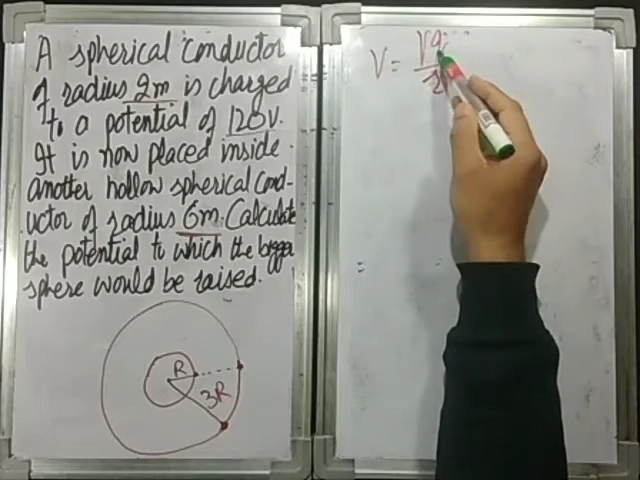 A spherical conductor
of radius 2m is charged
to a potential of 120V.
It is now placed inside
another hollow spherical cond-
uctor of radius 6m. Calculate
the potential to which the bigger
sphere would be raised.
R
3R
V =